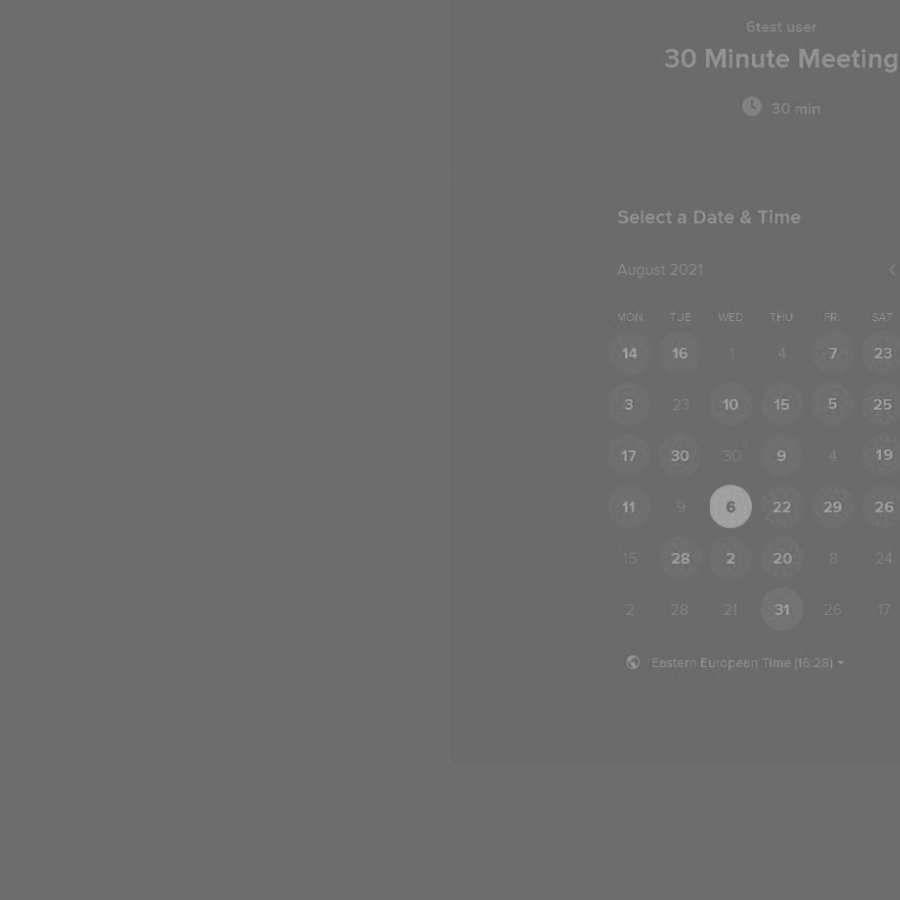 6test user
30 Minute Meeting
30 min
Select a Date & Time
August 2021
MON TUE WED THU FRI SAT
14 16 1 4 7 23
3 23 10 15 5 25
17 30 30 9 4 19
11 9 6 22 29 26
15 28 2 20 8 24
2 28 21 31 26 17
Eastern European Time (16:28)